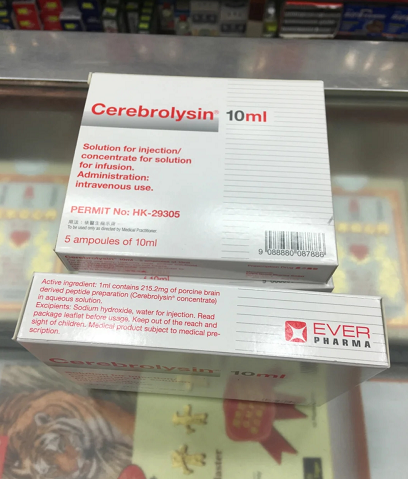 Cerebrolysin® 10ml
Solution for injection/
concentrate for solution
for infusion.
Administration:
intravenous use.
PERMIT No: HK-29305
To be used only as directed by Medical Practitioner.
5 ampoules of 10ml
9 088880 087888
Active ingredient: 1ml contains 215.2mg of porcine brain
derived peptide preparation (Cerebrolysin® concentrate)
in aqueous solution.
Excipients: Sodium hydroxide, water for injection. Read
package leaflet before usage. Keep out of the reach and
sight of children. Medical product subject to medical pre-
scription.
EVER
PHARMA
Cerebrolysin® 10ml